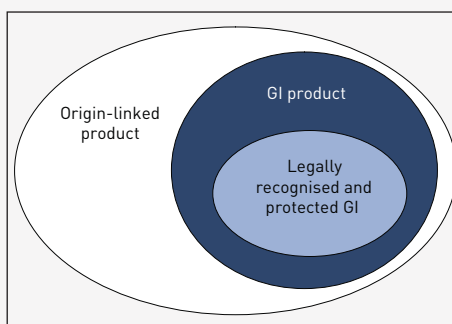 GI product
Origin-linked
product
Legally
recognised and
protected GI